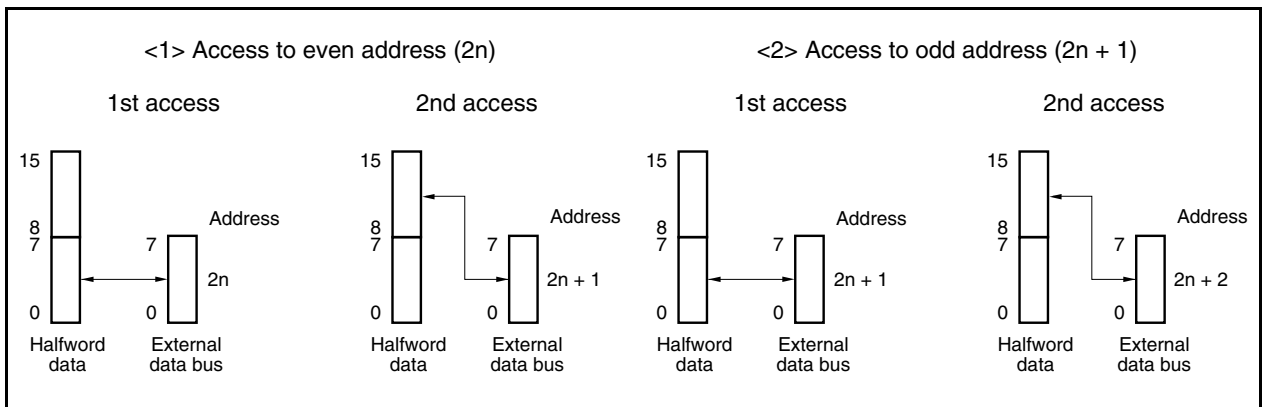 <1> Access to even address (2n)
<2> Access to odd address (2n + 1)
1st access
2nd access
1st access
2nd access
15
8
7
0
7
0
Address
2n
Halfword
data
External
data bus
15
8
7
0
7
0
Address
2n + 1
Halfword
data
External
data bus
15
8
7
0
7
0
Address
2n + 1
Halfword
data
External
data bus
15
8
7
0
7
0
Address
2n + 2
Halfword
data
External
data bus